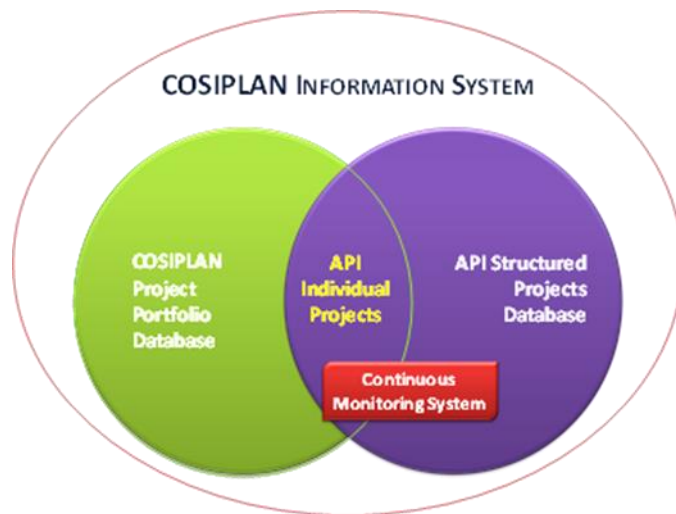 COSIPLAN INFORMATION SYSTEM
COSIPLAN
Project
Portfolio
Database
API
Individual
Projects
API Structured
Projects
Database
Continuous
Monitoring System